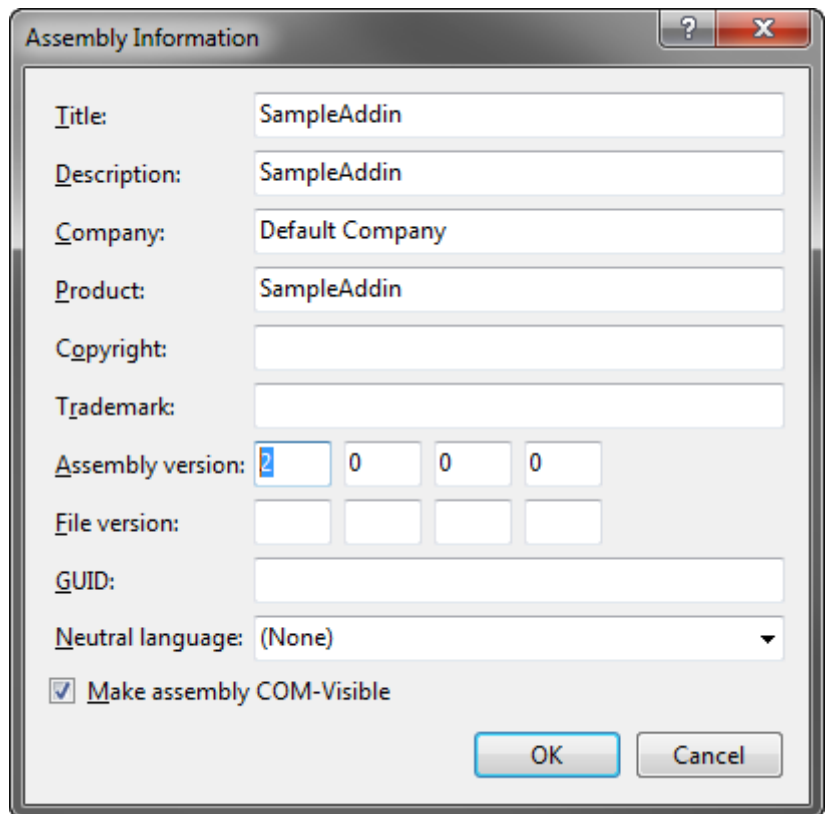 Assembly Information
?
X
Title: SampleAddin
Description: SampleAddin
Company: Default Company
Product: SampleAddin
Copyright:
Trademark:
Assembly version: 2 0 0 0
File version:
GUID:
Neutral language: (None)
Make assembly COM-Visible
OK Cancel